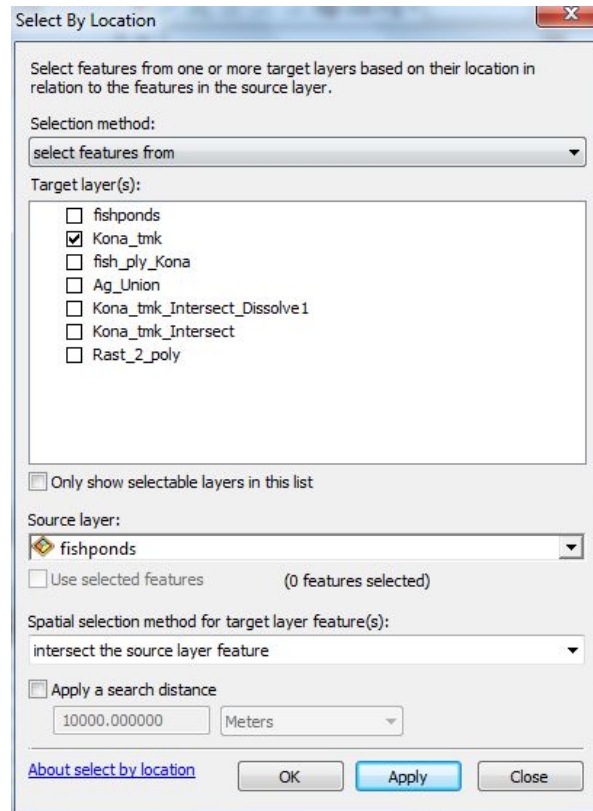 Select By Location
Select features from one or more target layers based on their location in
relation to the features in the source layer.
Selection method:
select features from
Target layer(s):
fishponds
Kona_tmk
fish_ply_Kona
Ag_Union
Kona_tmk_Intersect_Dissolve1
Kona_tmk_Intersect
Rast_2_poly
Only show selectable layers in this list
Source layer:
fishponds
Use selected features (0 features selected)
Spatial selection method for target layer feature(s):
intersect the source layer feature
Apply a search distance
10000.000000 Meters
About select by location OK Apply Close